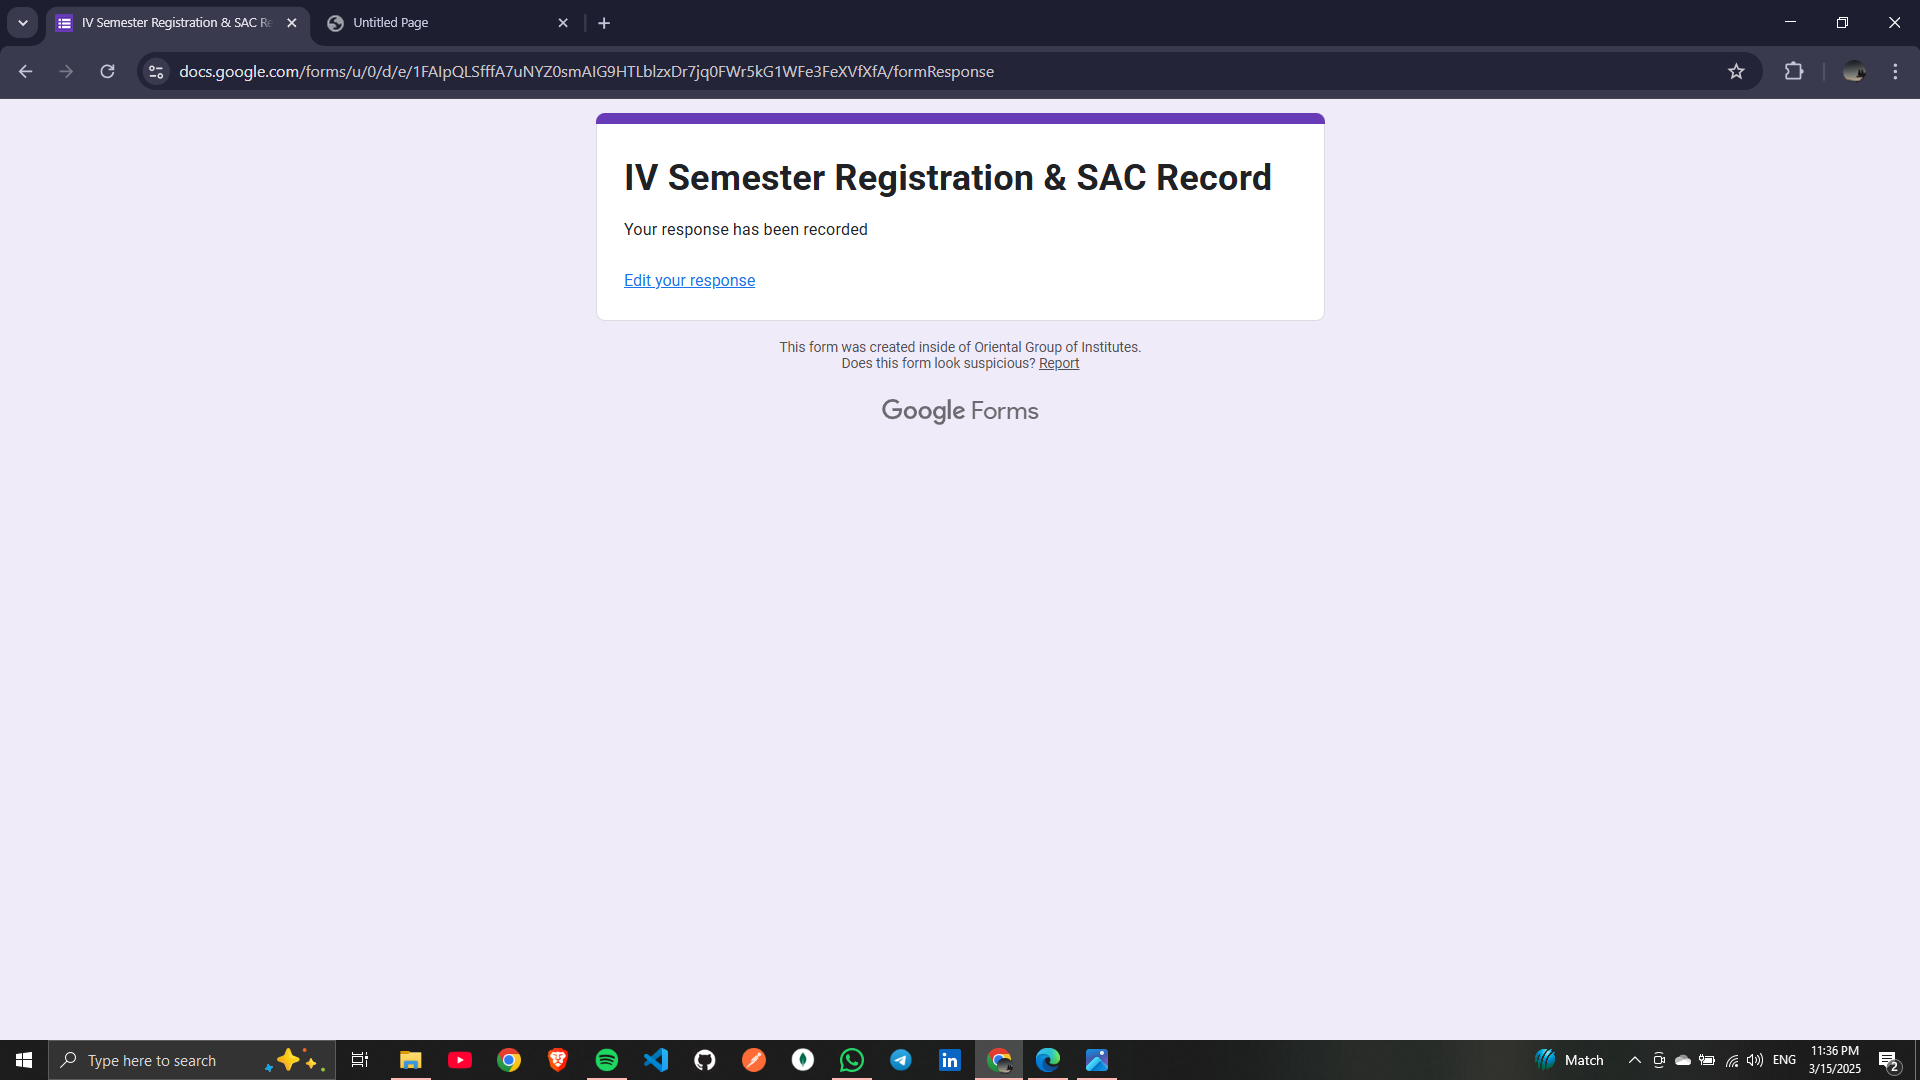 IV Semester Registration & SAC Re
Untitled Page
docs.google.com/forms/u/0/d/e/1FAIpQLSfffA7uNYZ0smAIG9HTLblzxDr7jq0FWr5kG1WFe3FeXVfXfA/formResponse
IV Semester Registration & SAC Record
Your response has been recorded
Edit your response
This form was created inside of Oriental Group of Institutes.
Does this form look suspicious? Report
Google Forms
Type here to search
Match
ENG
11:36 PM
3/15/2025
2